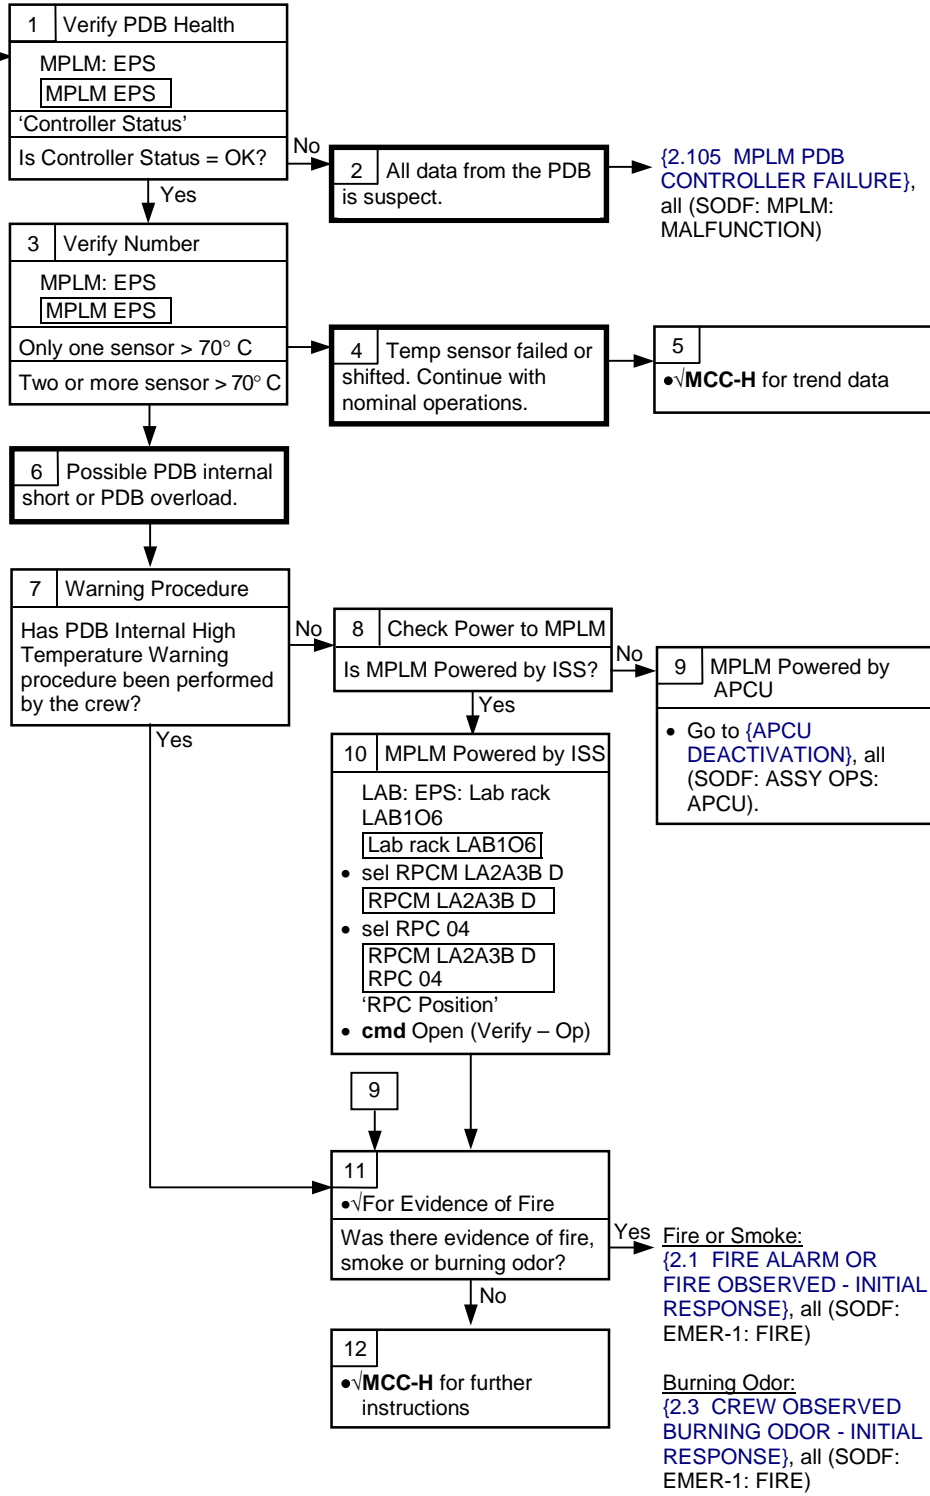 1 Verify PDB Health
MPLM: EPS
MPLM EPS
‘Controller Status’
Is Controller Status = OK?
No
Yes
2 All data from the PDB
is suspect.
{2.105 MPLM PDB
CONTROLLER FAILURE},
all (SODF: MPLM:
MALFUNCTION)
3 Verify Number
MPLM: EPS
MPLM EPS
Only one sensor > 70° C
Two or more sensor > 70° C
4 Temp sensor failed or
shifted. Continue with
nominal operations.
5
•√MCC-H for trend data
6 Possible PDB internal
short or PDB overload.
7 Warning Procedure
Has PDB Internal High
Temperature Warning
procedure been performed
by the crew?
No
Yes
8 Check Power to MPLM
Is MPLM Powered by ISS?
No
Yes
9 MPLM Powered by
APCU
• Go to {APCU
DEACTIVATION}, all
(SODF: ASSY OPS:
APCU).
10 MPLM Powered by ISS
LAB: EPS: Lab rack
LAB1O6
Lab rack LAB1O6
• sel RPCM LA2A3B D
RPCM LA2A3B D
• sel RPC 04
RPCM LA2A3B D
RPC 04
‘RPC Position’
• cmd Open (Verify – Op)
9
11
•√For Evidence of Fire
Was there evidence of fire,
smoke or burning odor?
Yes
No
Fire or Smoke:
{2.1 FIRE ALARM OR
FIRE OBSERVED - INITIAL
RESPONSE}, all (SODF:
EMER-1: FIRE)
Burning Odor:
{2.3 CREW OBSERVED
BURNING ODOR - INITIAL
RESPONSE}, all (SODF:
EMER-1: FIRE)
12
•√MCC-H for further
instructions